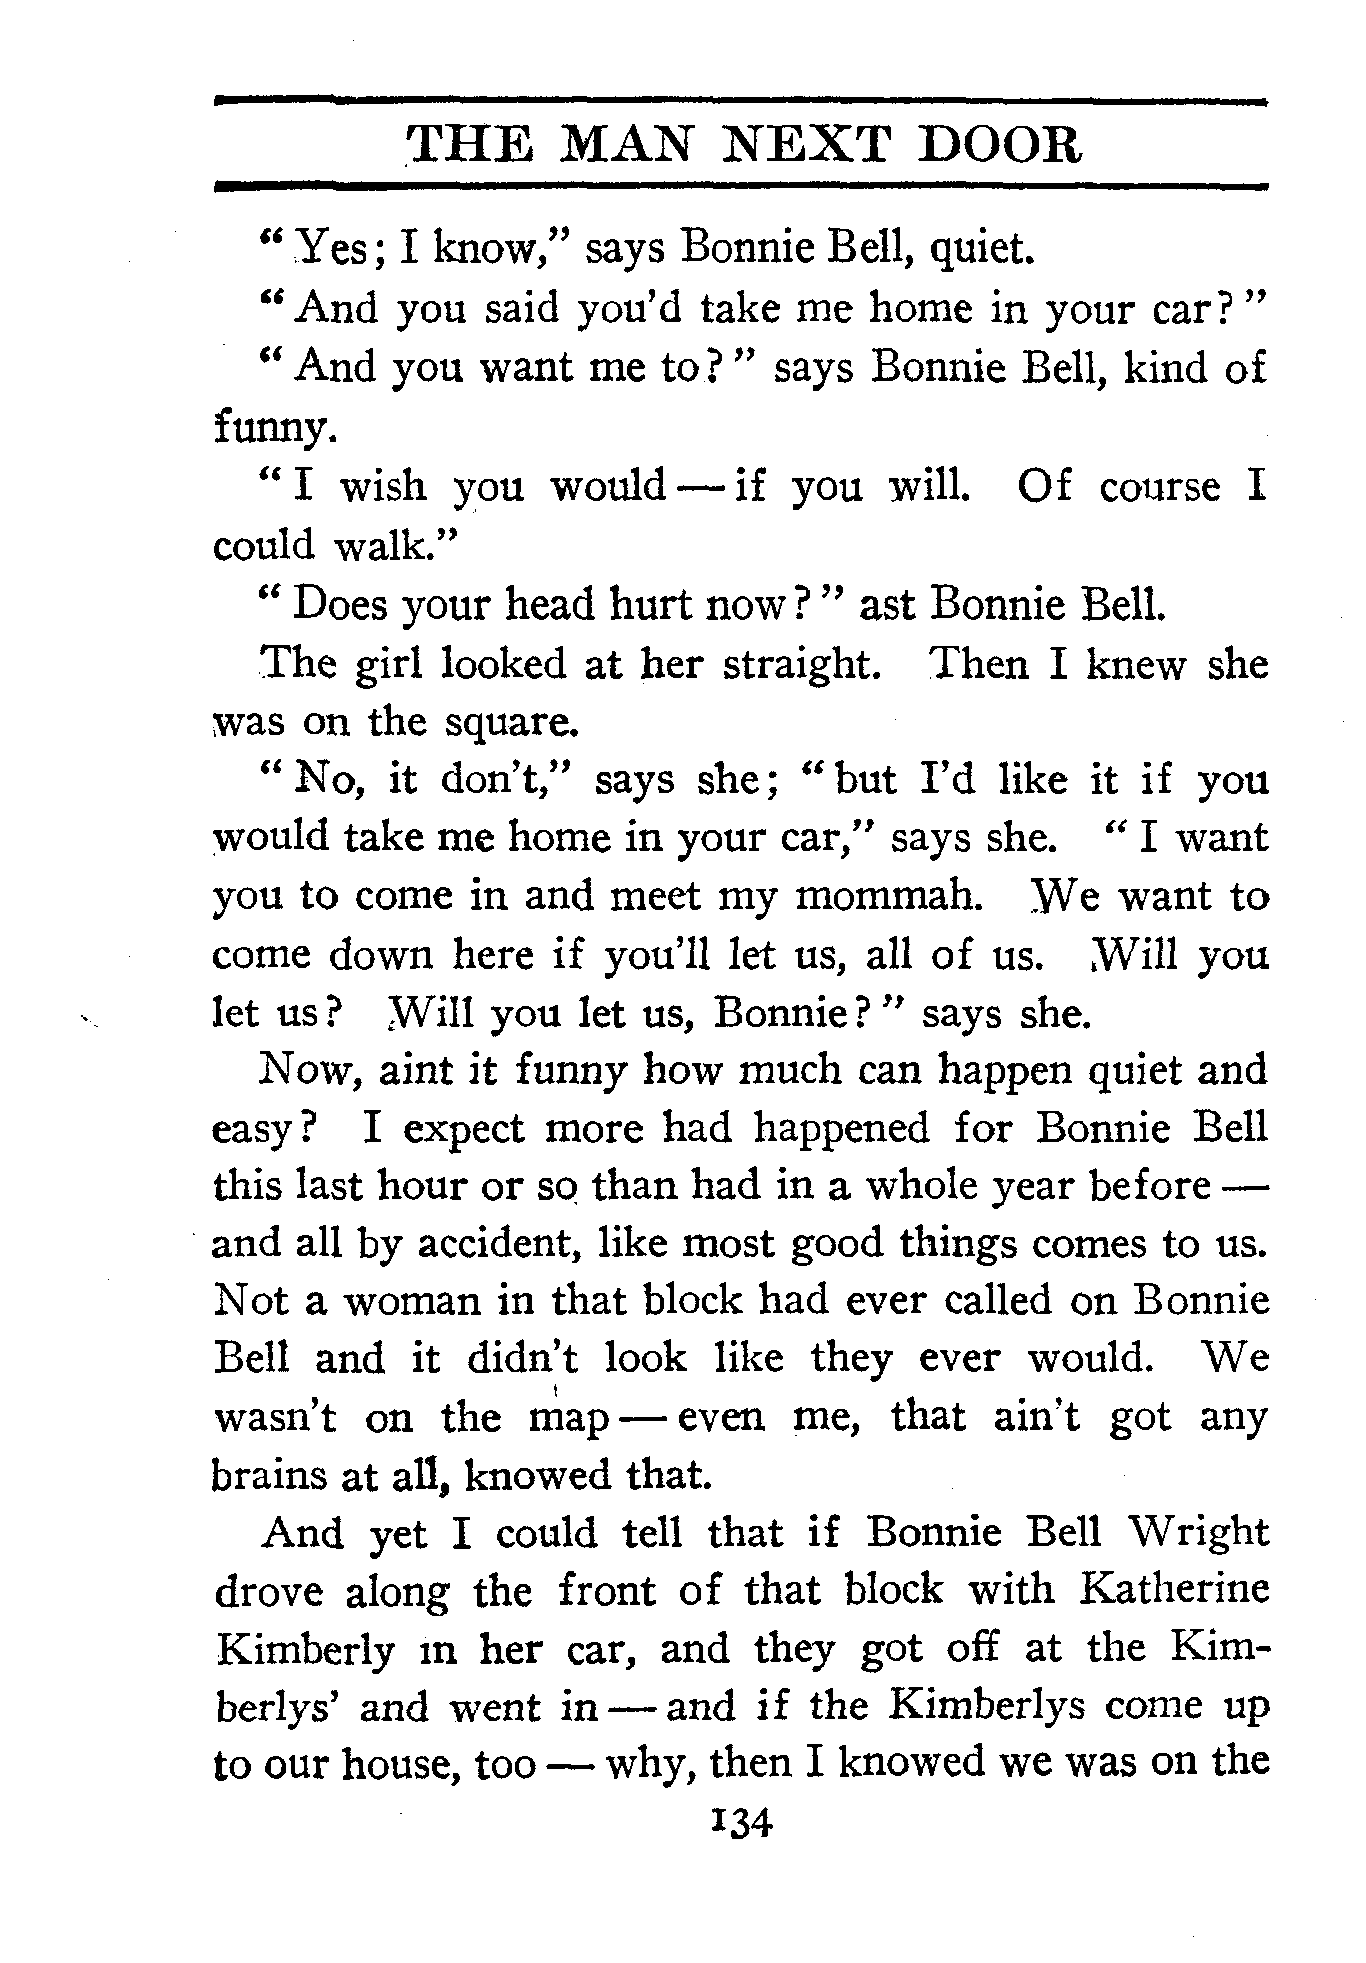 THE MAN NEXT DOOR
“Yes; I know,” says Bonnie Bell, quiet.
“And you said you'd take me home in your car?”
“And you want me to?” says Bonnie Bell, kind of
funny.
“I wish you would — if you will. Of course I
could walk.”
“Does your head hurt now?” ast Bonnie Bell.
The girl looked at her straight. Then I knew she
was on the square.
“No, it don't,” says she; “but I'd like it if you
would take me home in your car,” says she. “I want
you to come in and meet my mommah. We want to
come down here if you'll let us, all of us. Will you
let us? Will you let us, Bonnie?” says she.
Now, aint it funny how much can happen quiet and
easy? I expect more had happened for Bonnie Bell
this last hour or so than had in a whole year before —
and all by accident, like most good things comes to us.
Not a woman in that block had ever called on Bonnie
Bell and it didn't look like they ever would. We
wasn't on the map — even me, that ain't got any
brains at all, knowed that.
And yet I could tell that if Bonnie Bell Wright
drove along the front of that block with Katherine
Kimberly in her car, and they got off at the Kim-
berlys' and went in — and if the Kimberlys come up
to our house, too — why, then I knowed we was on the
134